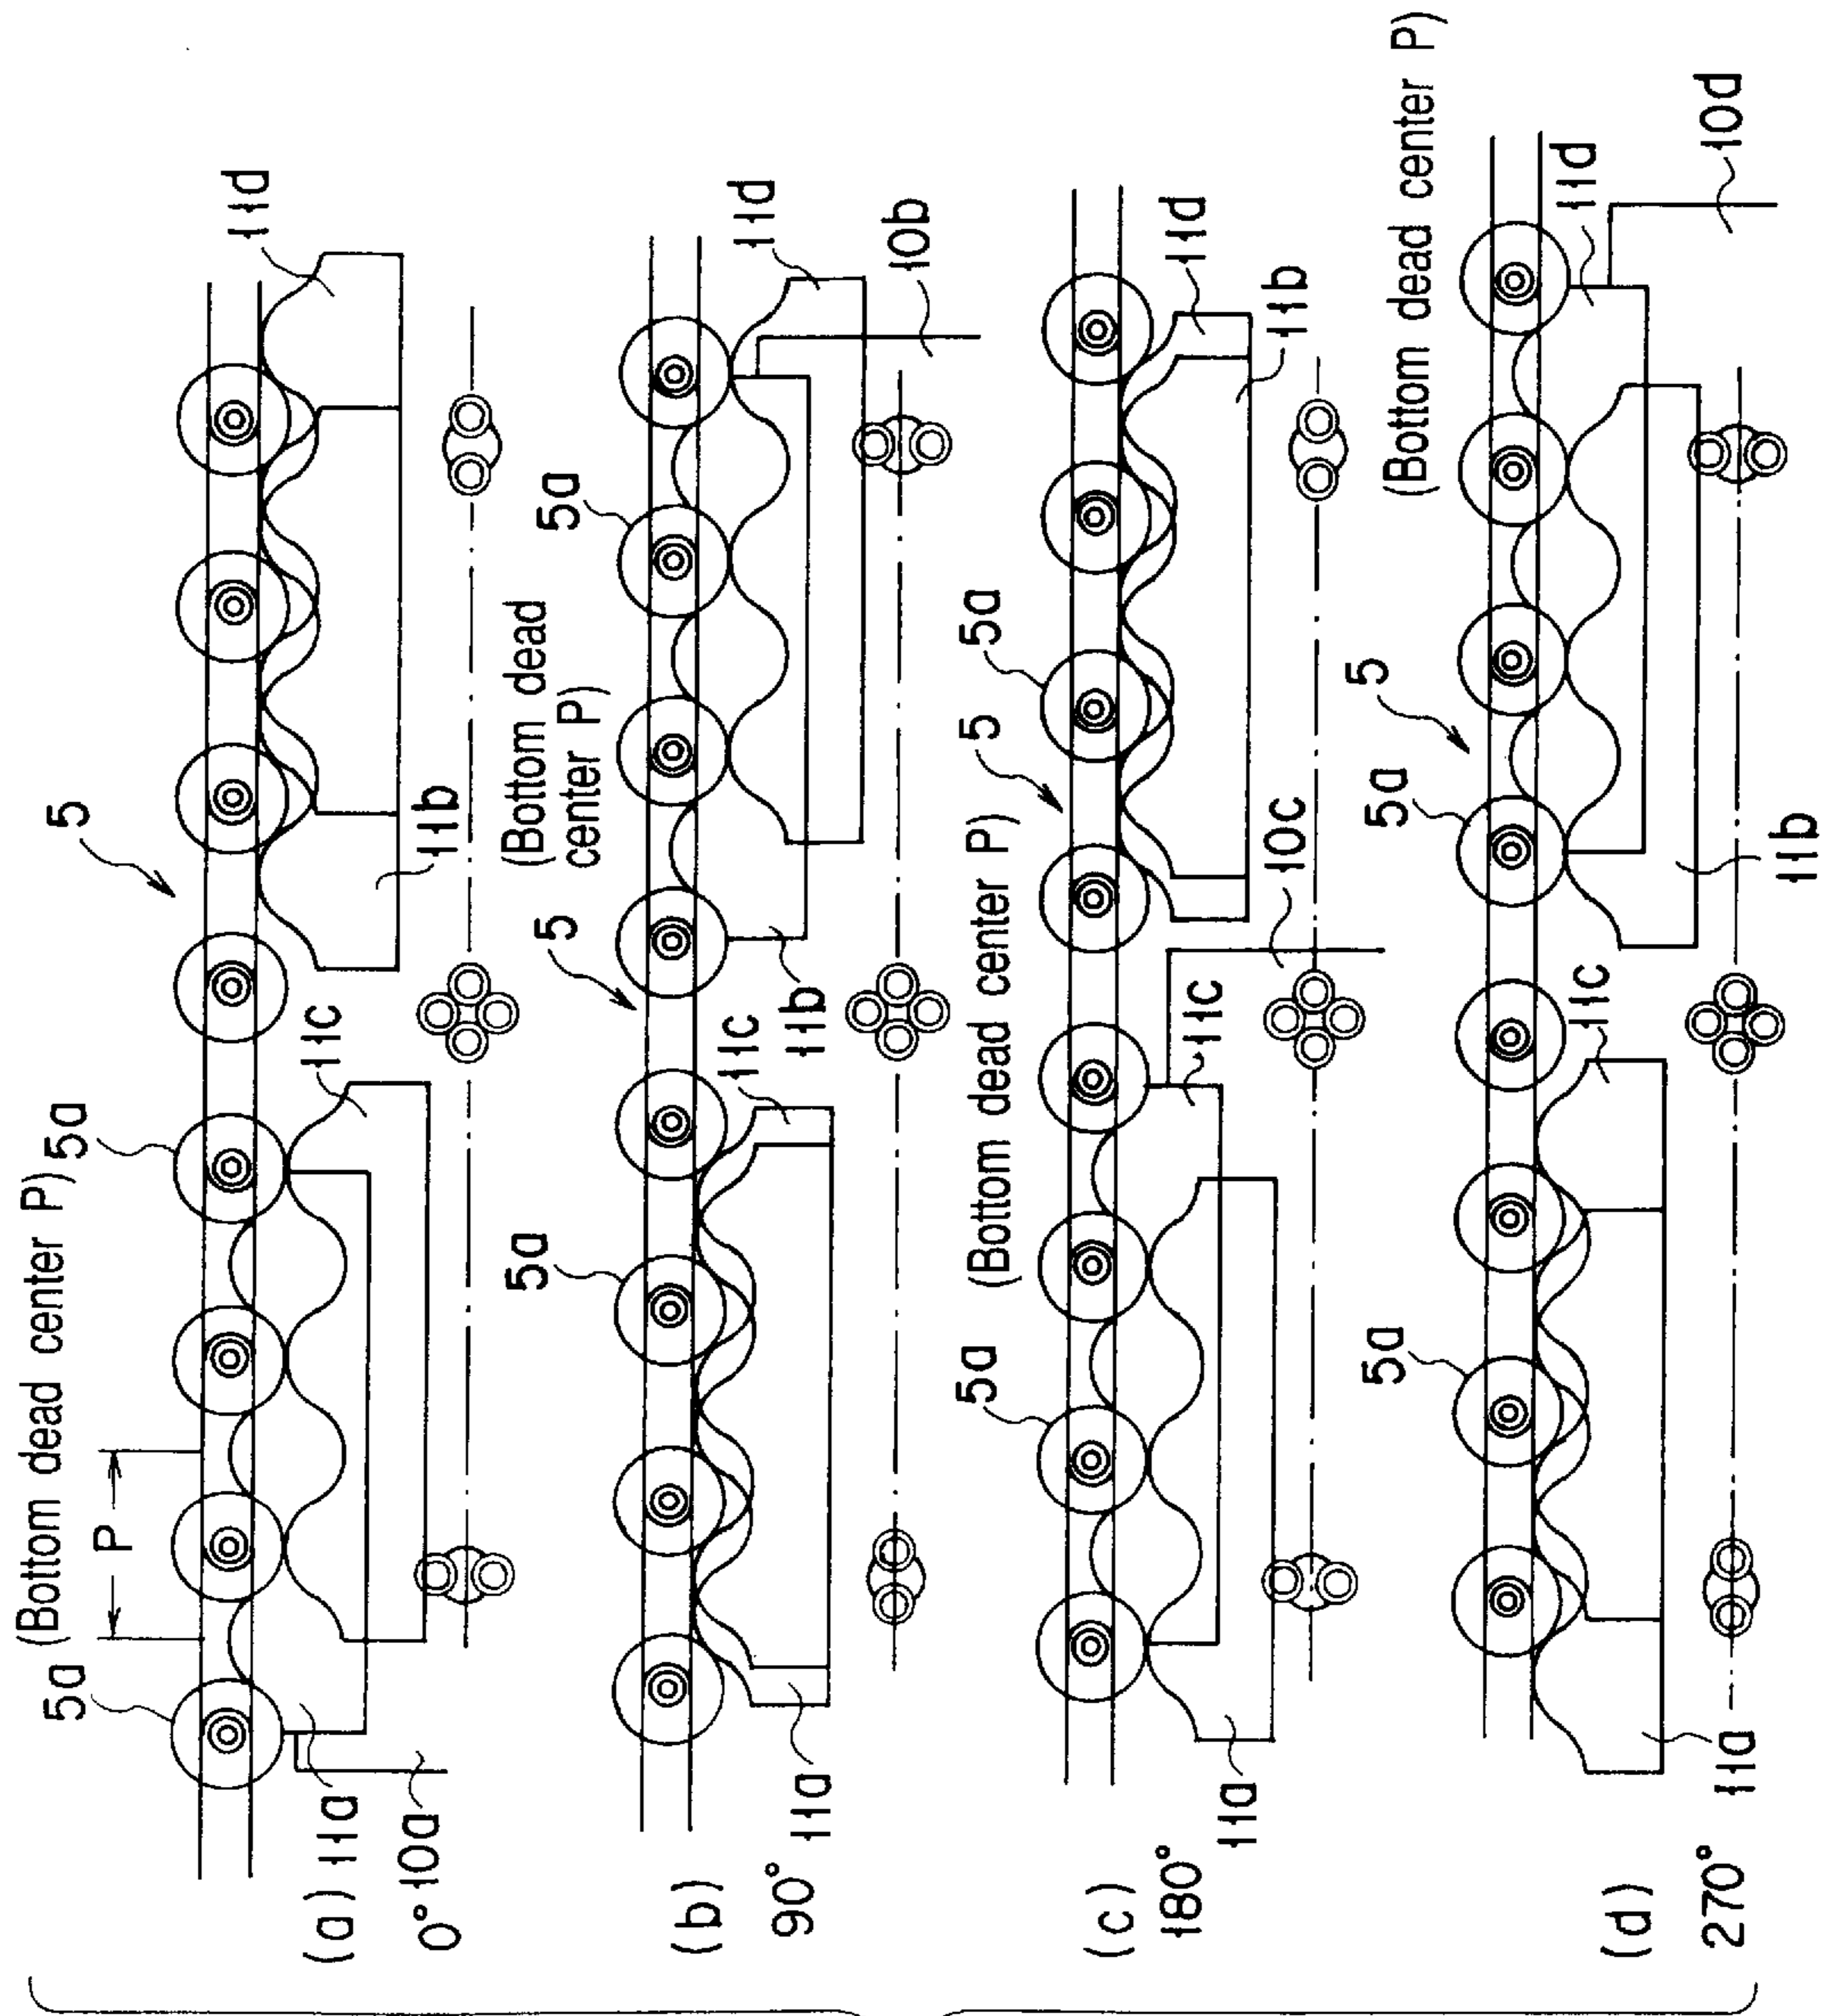 (Bottom dead center P)
P
5a
5a
5
11d
11c
11b
(a)
11a
0°
10a
(Bottom dead
center P)
5a
5a
5
11d
10b
11c
11b
(b)
90°
11a
(Bottom dead center P)
5a
5a
5
11d
11b
10c
11c
(c)
180°
11a
(Bottom dead center P)
5a
5a
5
11d
10d
11c
11b
(d)
270°
11a